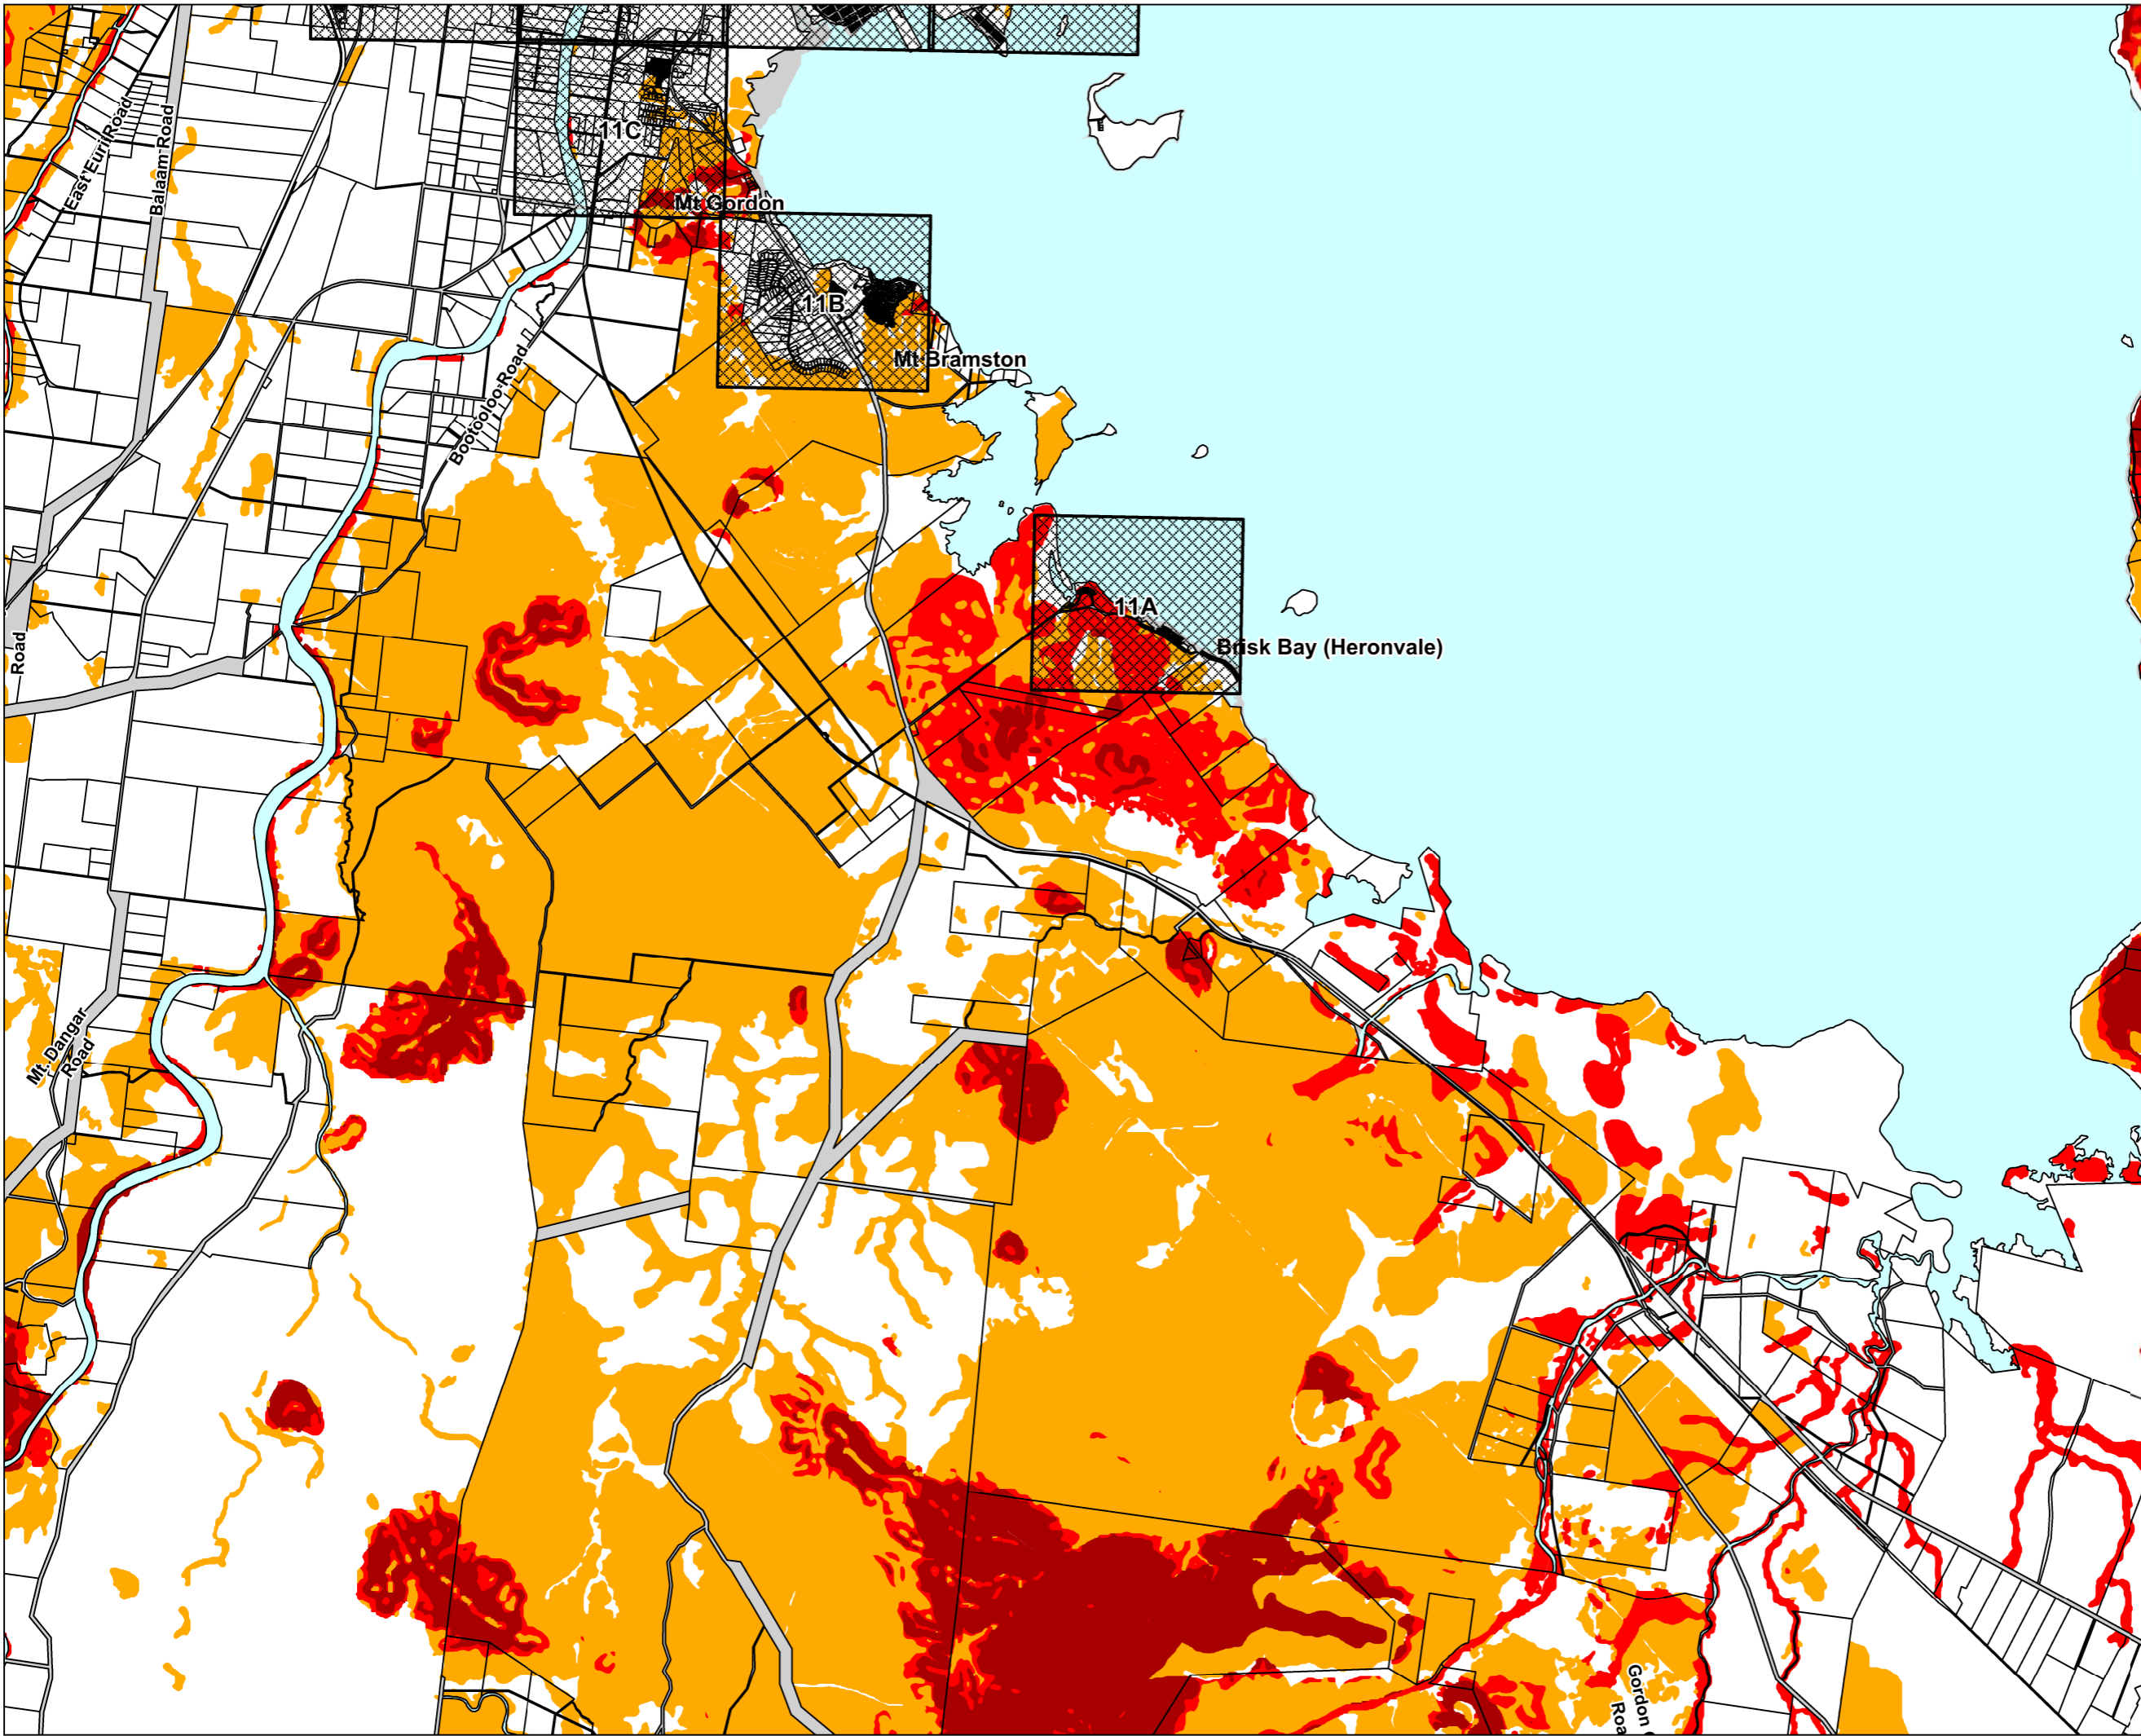 11C
East Euri Road
Balaam Road
Mt Gordon
11B
Mt Bramston
Bootooloo Road
11A
Brisk Bay (Heronvale)
Road
Mt. Dangar
Road
Gordon